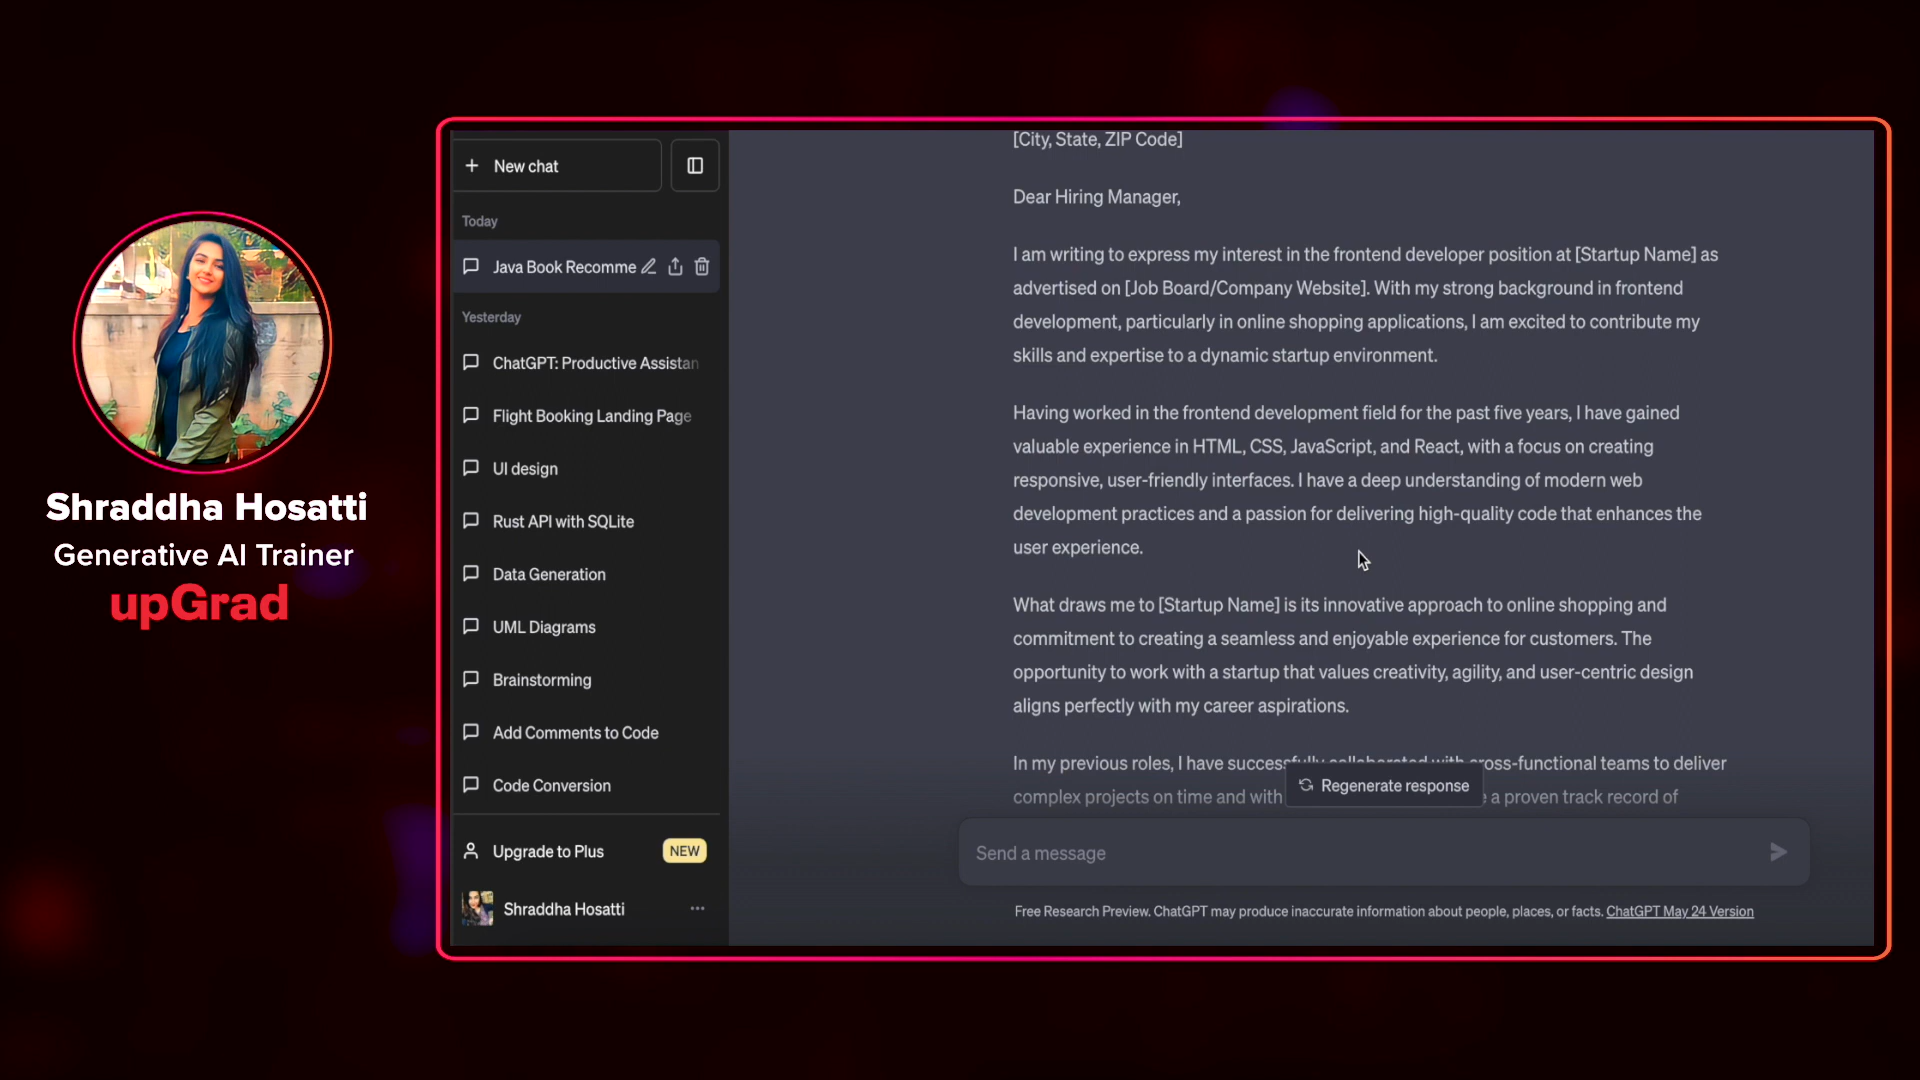 Shraddha Hosatti
Generative AI Trainer
upGrad
New chat
Today
Java Book Recomme
Yesterday
ChatGPT: Productive Assistan
Flight Booking Landing Page
UI design
Rust API with SQLite
Data Generation
UML Diagrams
Brainstorming
Add Comments to Code
Code Conversion
Upgrade to Plus NEW
Shraddha Hosatti
[City, State, ZIP Code]
Dear Hiring Manager,
I am writing to express my interest in the frontend developer position at [Startup Name] as
advertised on [Job Board/Company Website]. With my strong background in frontend
development, particularly in online shopping applications, I am excited to contribute my
skills and expertise to a dynamic startup environment.
Having worked in the frontend development field for the past five years, I have gained
valuable experience in HTML, CSS, JavaScript, and React, with a focus on creating
responsive, user-friendly interfaces. I have a deep understanding of modern web
development practices and a passion for delivering high-quality code that enhances the
user experience.
What draws me to [Startup Name] is its innovative approach to online shopping and
commitment to creating a seamless and enjoyable experience for customers. The
opportunity to work with a startup that values creativity, agility, and user-centric design
aligns perfectly with my career aspirations.
In my previous roles, I have successfully collaborated with cross-functional teams to deliver
complex projects on time and with a proven track record of
Regenerate response
Send a message
Free Research Preview. ChatGPT may produce inaccurate information about people, places, or facts. ChatGPT May 24 Version